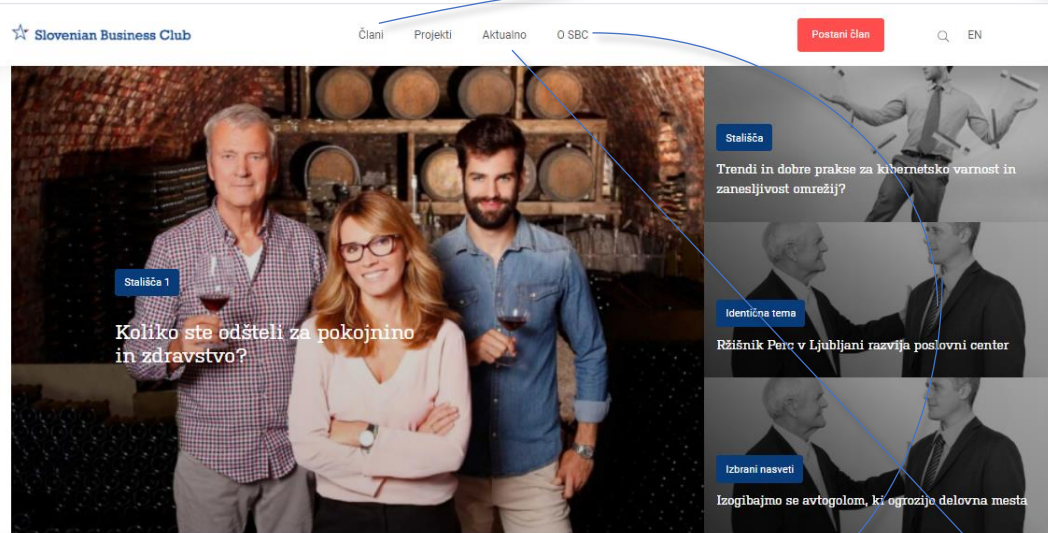 Slovenian Business Club
Člani Projekti Aktualno O SBC Postani član EN
Stališča 1
Koliko ste odšteli za pokojnino
in zdravstvo?
Stališča
Trendi in dobre prakse za kibernetsko varnost in
zanesljivost omrežij?
Identična tema
Ržišnik Perc v Ljubljani razvija poslovni center
Izbrani nasveti
Izogibajmo se avtogolom, ki ogrozijo delovna mesta